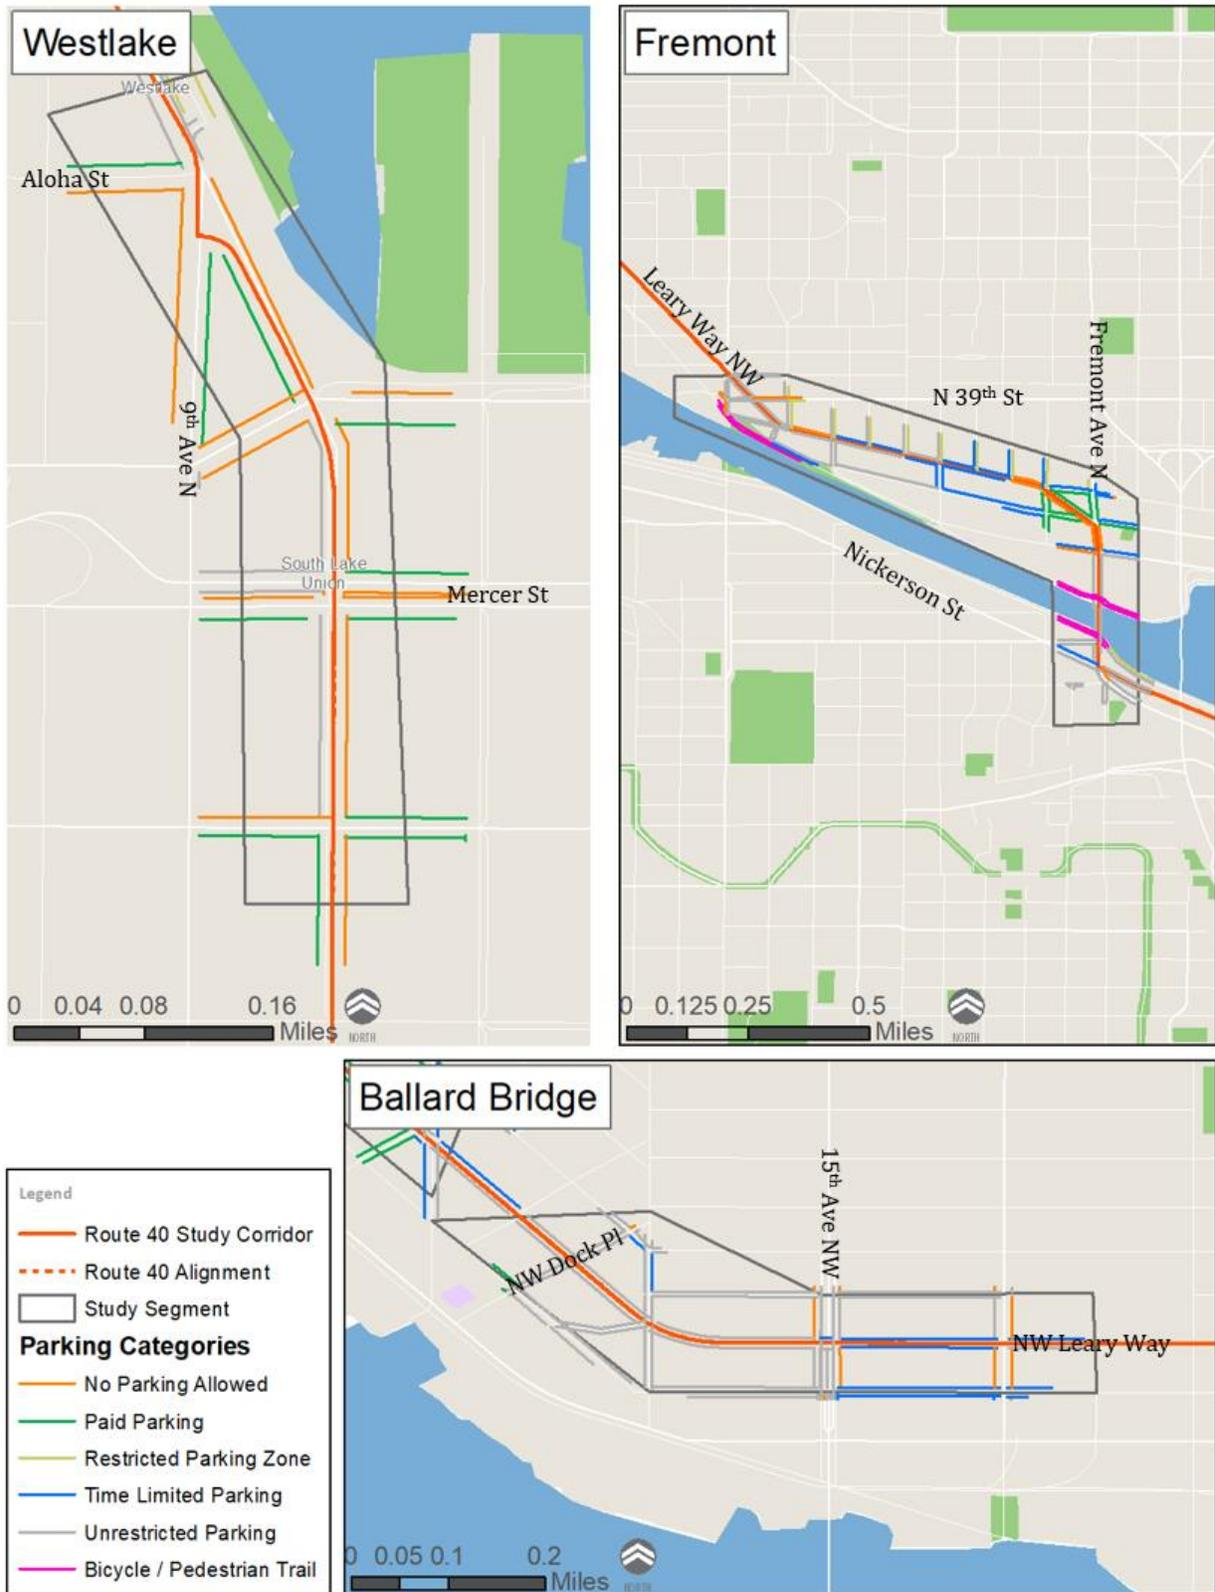 Westlake
Westlake
Aloha St
9th Ave N
South Lake
Union
Mercer St
0 0.04 0.08 0.16
Miles
NORTH
Fremont
Leary Way NW
N 39th St
Fremont Ave N
Nickerson St
0 0.125 0.25 0.5
Miles
NORTH
Ballard Bridge
15th Ave NW
NW Dock Pl
NW Leary Way
0 0.05 0.1 0.2
Miles
NORTH
Legend
Route 40 Study Corridor
Route 40 Alignment
Study Segment
Parking Categories
No Parking Allowed
Paid Parking
Restricted Parking Zone
Time Limited Parking
Unrestricted Parking
Bicycle / Pedestrian Trail